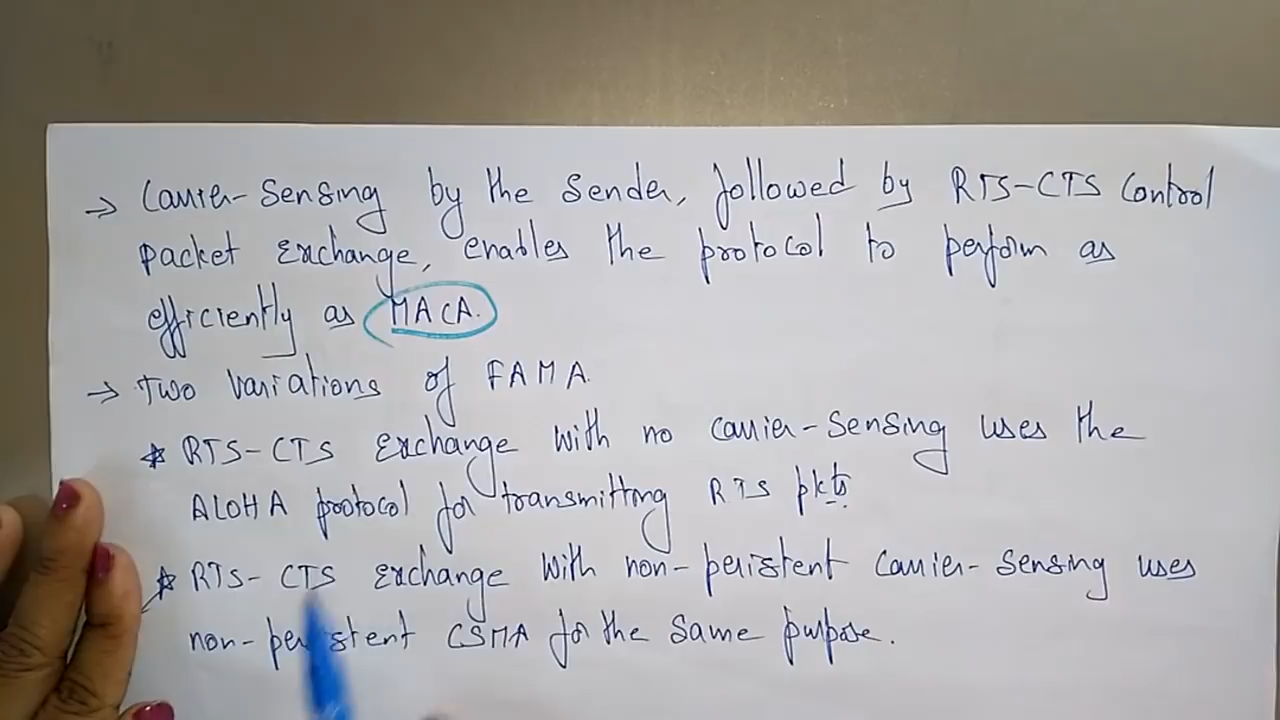 → Carrier-Sensing by the Sender, followed by RTS-CTS Control
packet Exchange, enables the protocol to perform as
efficiently as MACA.
→ Two variations of FAMA.
* RTS-CTS Exchange with no carrier-sensing uses the
ALOHA protocol for transmitting RTS pkts.
* RTS-CTS Exchange with non-peristent carrier-sensing uses
non-peristent CSMA for the same purpose.